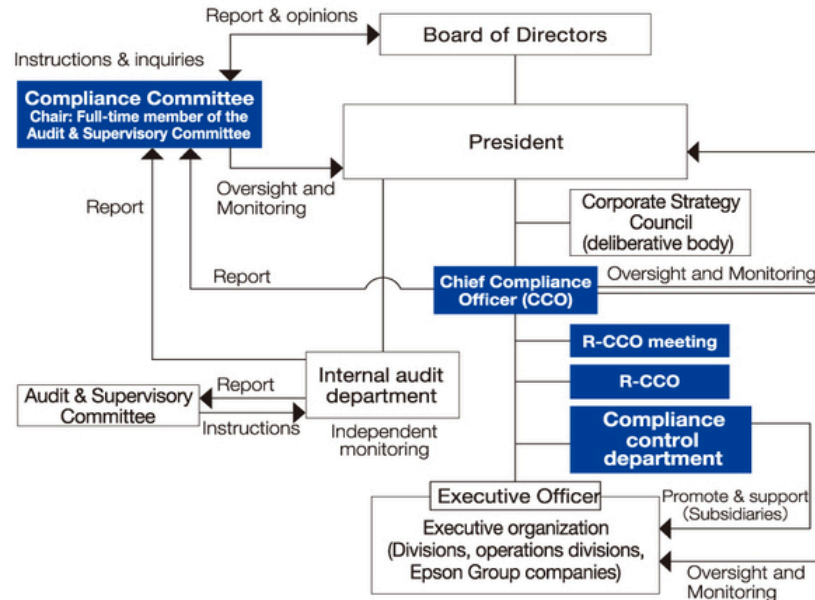 Report & opinions
Board of Directors
Instructions & inquiries
Compliance Committee
Chair: Full-time member of the
Audit & Supervisory Committee
President
Oversight and
Monitoring
Report
Corporate Strategy
Council
(deliberative body)
Report
Chief Compliance
Officer (CCO)
Oversight and Monitoring
R-CCO meeting
R-CCO
Internal audit
department
Report
Audit & Supervisory
Committee
Instructions
Independent
monitoring
Compliance
control
department
Executive Officer
Promote & support
(Subsidiaries)
Executive organization
(Divisions, operations divisions,
Epson Group companies)
Oversight and
Monitoring